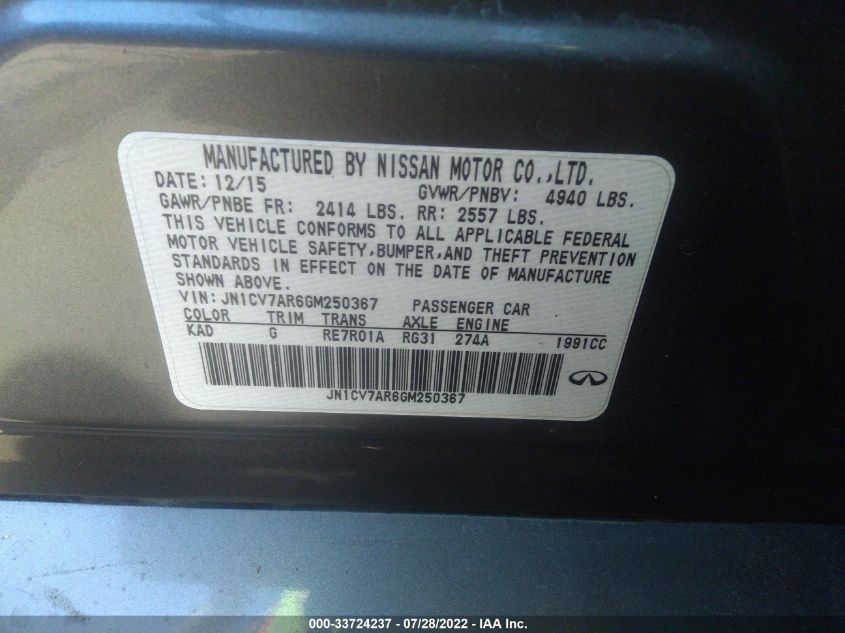 MANUFACTURED BY NISSAN MOTOR CO.,LTD.
DATE: 12/15 GVWR/PNBV: 4940 LBS.
GAWR/PNBE FR: 2414 LBS. RR: 2557 LBS.
THIS VEHICLE CONFORMS TO ALL APPLICABLE FEDERAL
MOTOR VEHICLE SAFETY,BUMPER,AND THEFT PREVENTION
STANDARDS IN EFFECT ON THE DATE OF MANUFACTURE
SHOWN ABOVE.
VIN: JN1CV7AR6GM250367 PASSENGER CAR
COLOR TRIM TRANS AXLE ENGINE
KAD G RE7R01A RG31 274A 1991CC
JN1CV7AR6GM250367
000-33724237 - 07/28/2022 - IAA Inc.